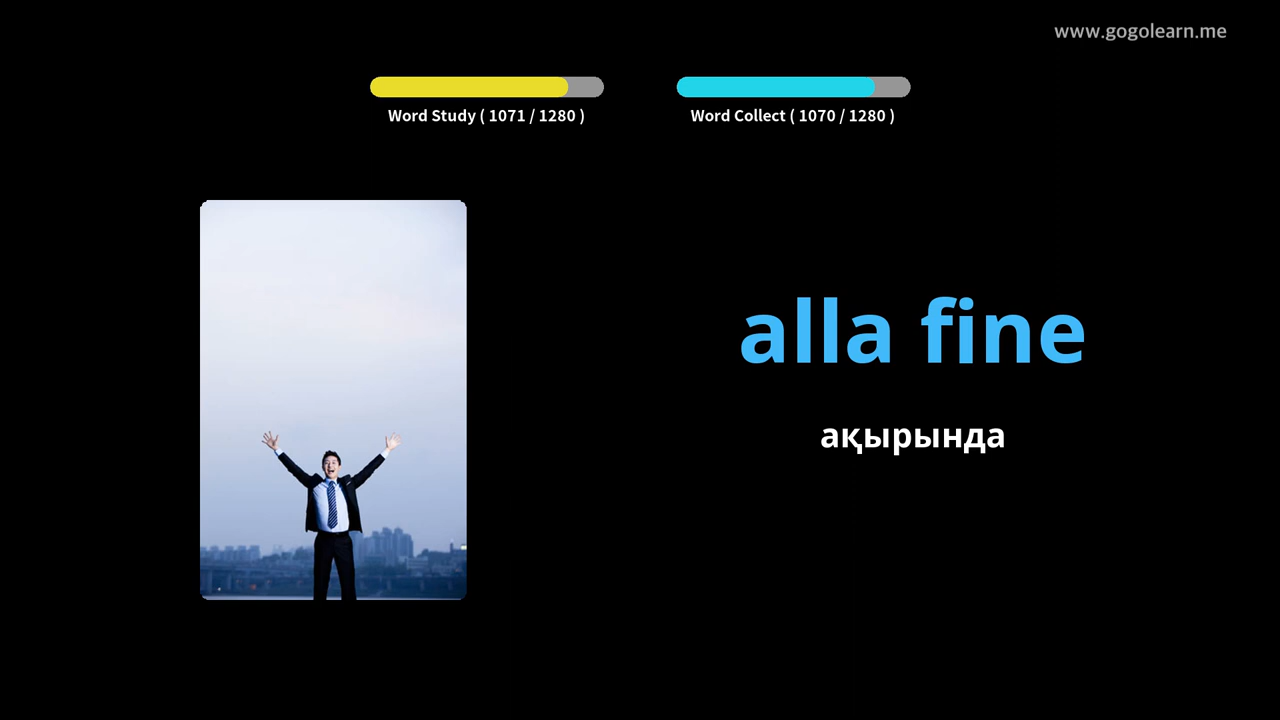 www.gogolearn.me
Word Study ( 1071 / 1280 )
Word Collect ( 1070 / 1280 )
alla fine
ақырында